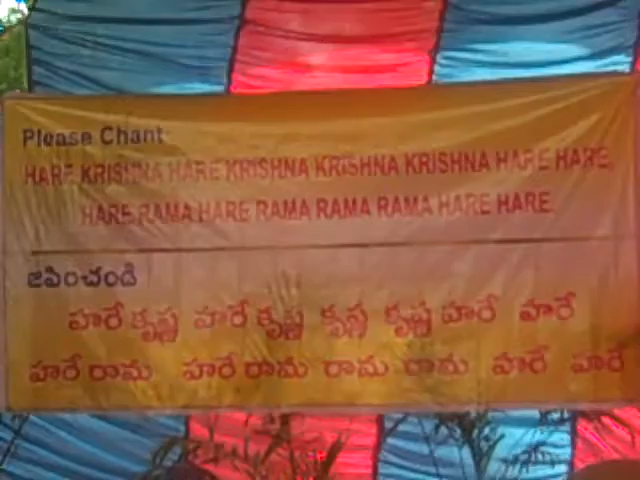 Please Chant
HARE KRISHNA HARE KRISHNA KRISHNA KRISHNA HARE HARE,
HARE RAMA HARE RAMA RAMA RAMA HARE HARE
జపించండి
హరే కృష్ణ హరే కృష్ణ కృష్ణ కృష్ణ హరే హరే
హరే రామ హరే రామ రామ రామ హరే హరే